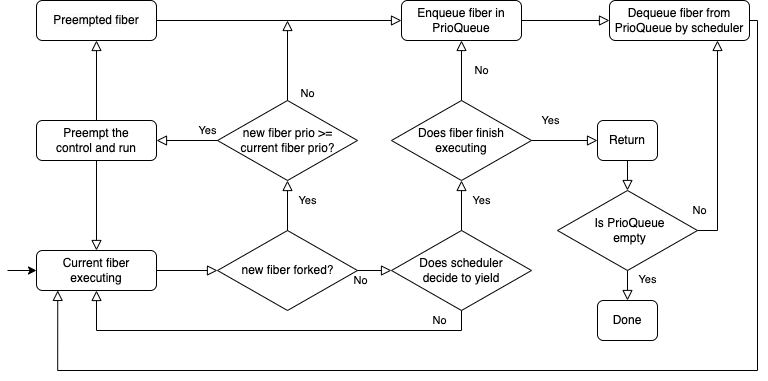 Preempted fiber
Enqueue fiber in
PrioQueue
Dequeue fiber from
PrioQueue by scheduler
No
No
Preempt the
control and run
Yes
new fiber prio >=
current fiber prio?
Does fiber finish
executing
Yes
Return
Yes
Yes
Is PrioQueue
empty
No
Current fiber
executing
new fiber forked?
No
Does scheduler
decide to yield
Yes
No
Done